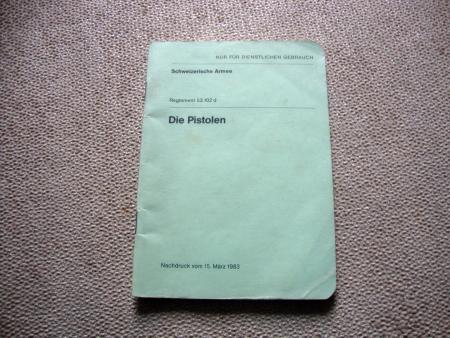 NUR FÜR DIENSTLICHEN GEBRAUCH
Schweizerische Armee
Reglement 53.102 d
Die Pistolen
Nachdruck vom 15. März 1983